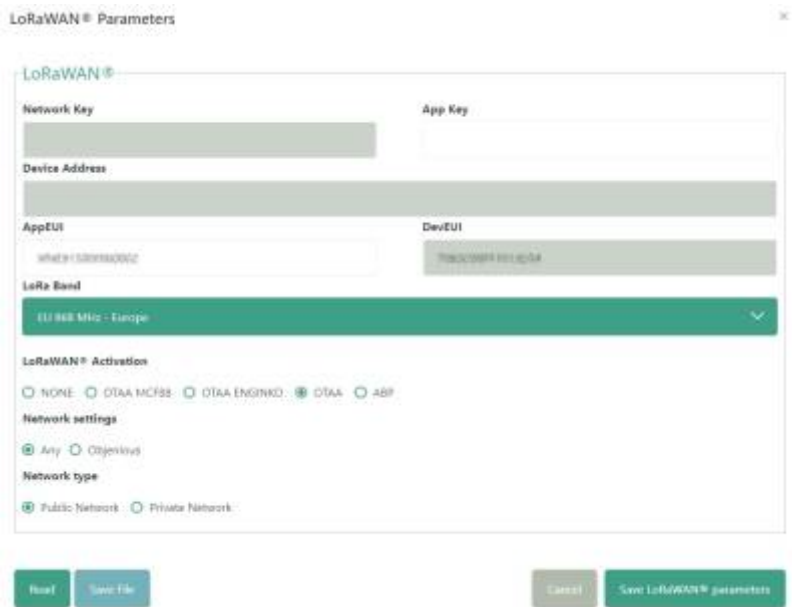 LoRaWAN® Parameters ×
LoRaWAN®
Network Key App Key
Device Address
AppEUI DevEUI
LoRa Band
EU 868 MHz - Europe
LoRaWAN® Activation
NONE OTAA MCF88 OTAA ENGINKO OTAA ABP
Network settings
Any Objenious
Network type
Public Network Private Network
Read Save File Cancel Save LoRaWAN® parameters